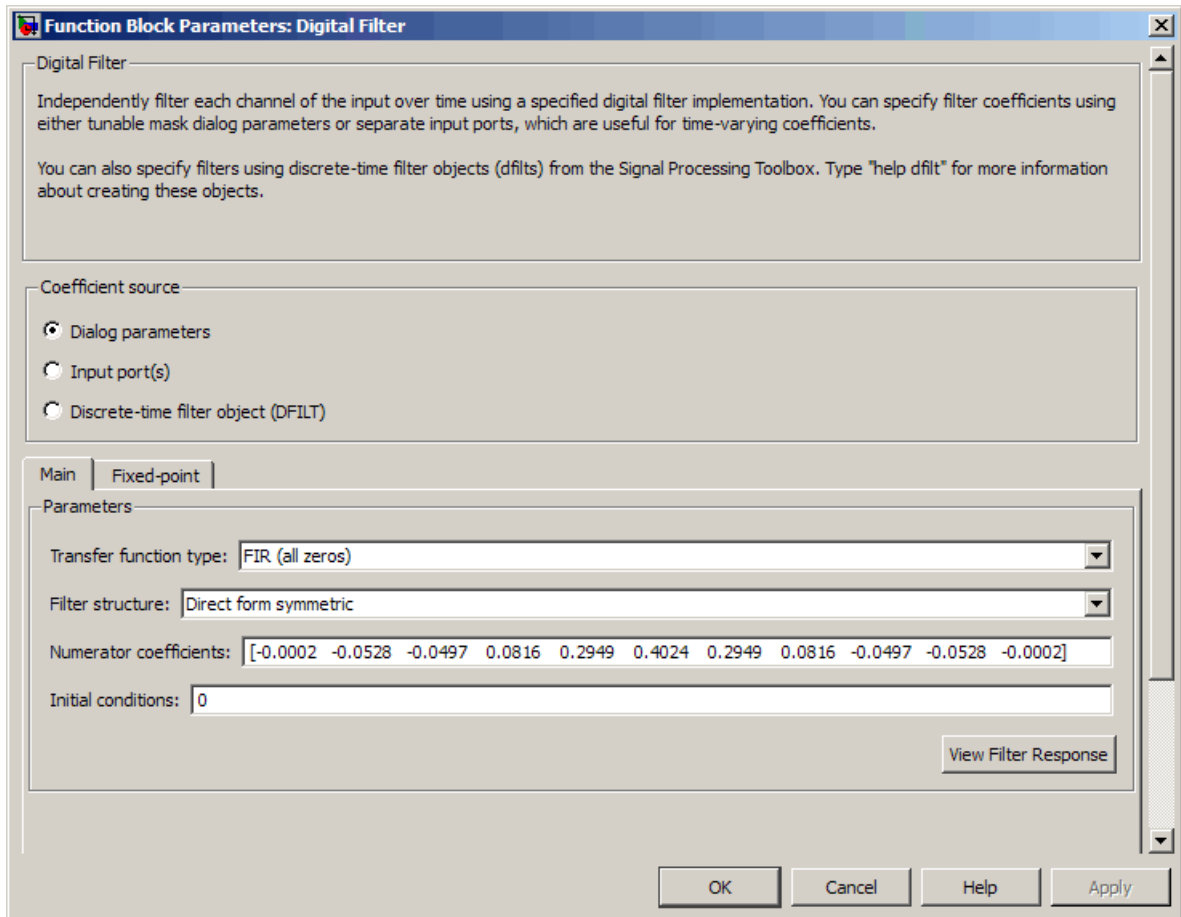 Function Block Parameters: Digital Filter
Digital Filter
Independently filter each channel of the input over time using a specified digital filter implementation. You can specify filter coefficients using
either tunable mask dialog parameters or separate input ports, which are useful for time-varying coefficients.
You can also specify filters using discrete-time filter objects (dfilts) from the Signal Processing Toolbox. Type "help dfilt" for more information
about creating these objects.
Coefficient source
Dialog parameters
Input port(s)
Discrete-time filter object (DFILT)
Main Fixed-point
Parameters
Transfer function type: FIR (all zeros)
Filter structure: Direct form symmetric
Numerator coefficients: [-0.0002 -0.0528 -0.0497 0.0816 0.2949 0.4024 0.2949 0.0816 -0.0497 -0.0528 -0.0002]
Initial conditions: 0
View Filter Response
OK Cancel Help Apply